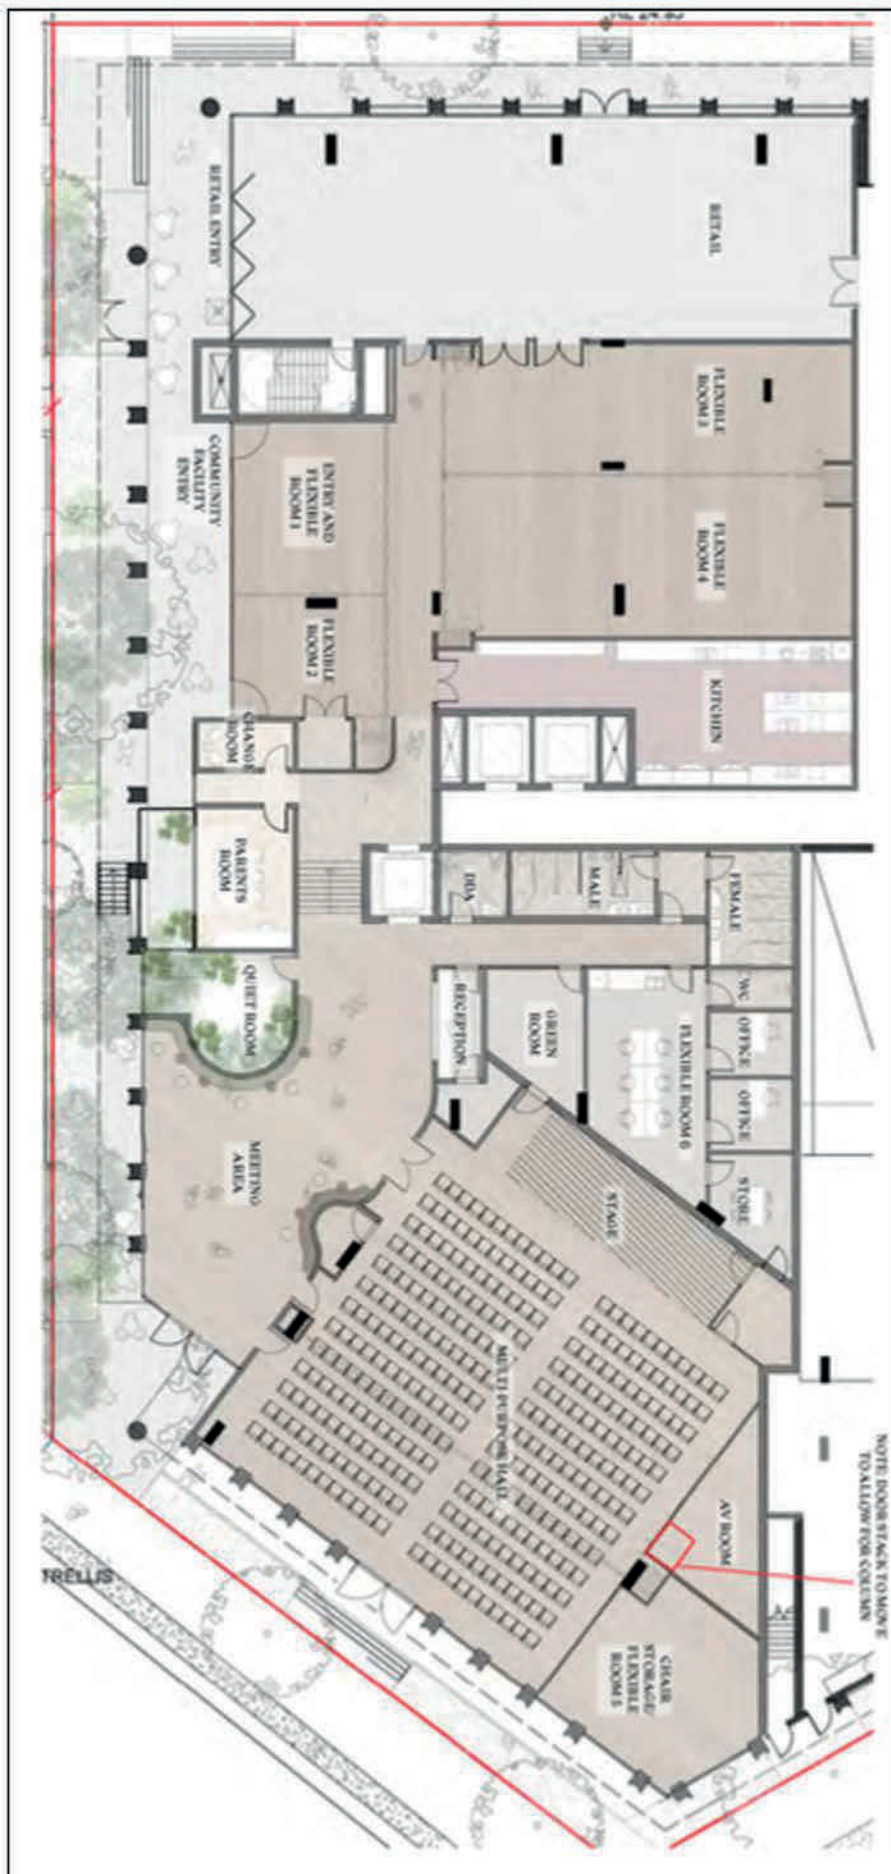 RETAIL ENTRY
RETAIL
COMMUNITY
FACILITY
ENTRY
ENTRY AND
FLEXIBLE
ROOM 1
FLEXIBLE
ROOM 3
FLEXIBLE
ROOM 4
FLEXIBLE
ROOM 2
KITCHEN
CHANGE
ROOM
PARENTS
ROOM
DDA
MALE
FEMALE
QUIET ROOM
RECEPTION
GREEN
ROOM
FLEXIBLE ROOM 6
WC
OFFICE
OFFICE
STORE
MEETING
AREA
STAGE
MULTI PURPOSE HALL
AV ROOM
NOTE: DOOR STACK TO MOVE
TO ALLOW FOR COLUMN
CHAIR
STORAGE/
FLEXIBLE
ROOM 5
TRELLIS